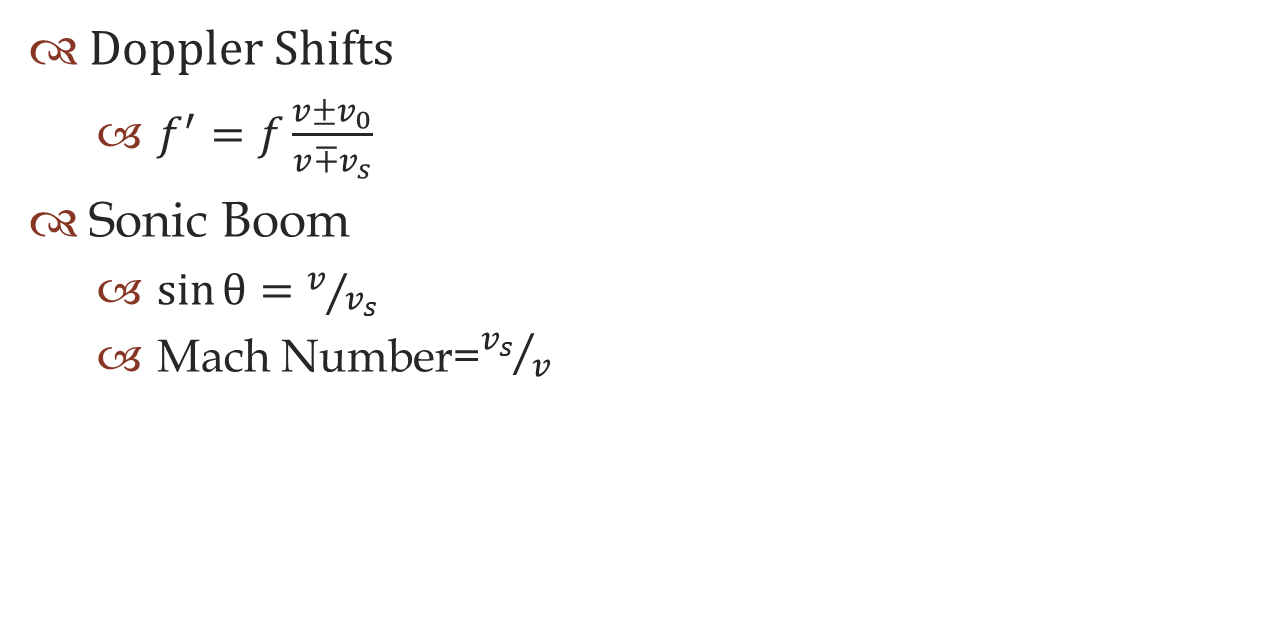 Doppler Shifts
f′ = f (v±v₀)/(v∓vₛ)
Sonic Boom
sin θ = v/vₛ
Mach Number=vₛ/v